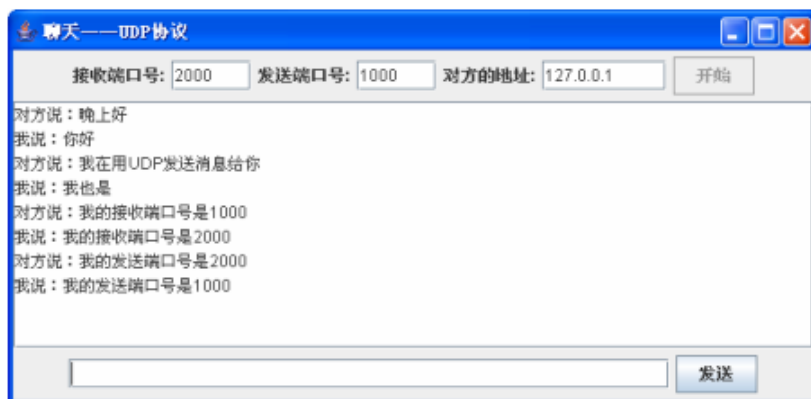 聊天——UDP协议
接收端口号: 2000 发送端口号: 1000 对方的地址: 127.0.0.1 开始
对方说：晚上好
我说：你好
对方说：我在用UDP发送消息给你
我说：我也是
对方说：我的接收端口号是1000
我说：我的接收端口号是2000
对方说：我的发送端口号是2000
我说：我的发送端口号是1000
发送